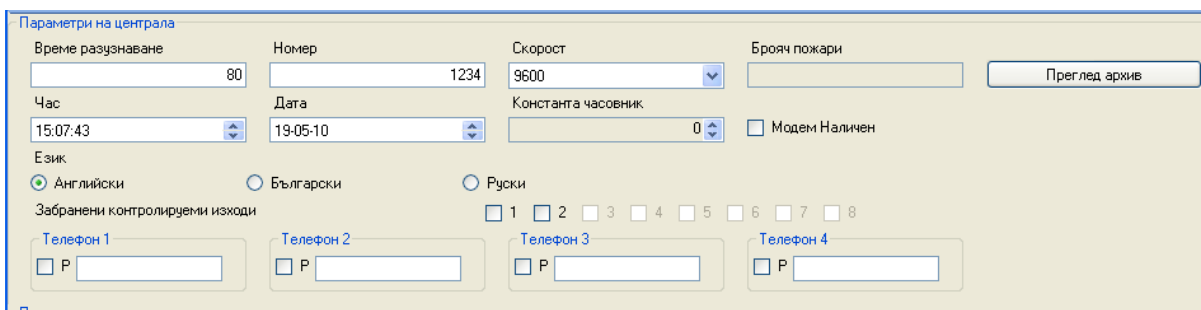 Параметри на централа
Време разузнаване Номер Скорост Брояч пожари
80 1234 9600 Преглед архив
Час Дата Константа часовник
15:07:43 19-05-10 0 Модем Наличен
Език
Английски Български Руски
Забранени контролируеми изходи 1 2 3 4 5 6 7 8
Телефон 1 Телефон 2 Телефон 3 Телефон 4
P P P P